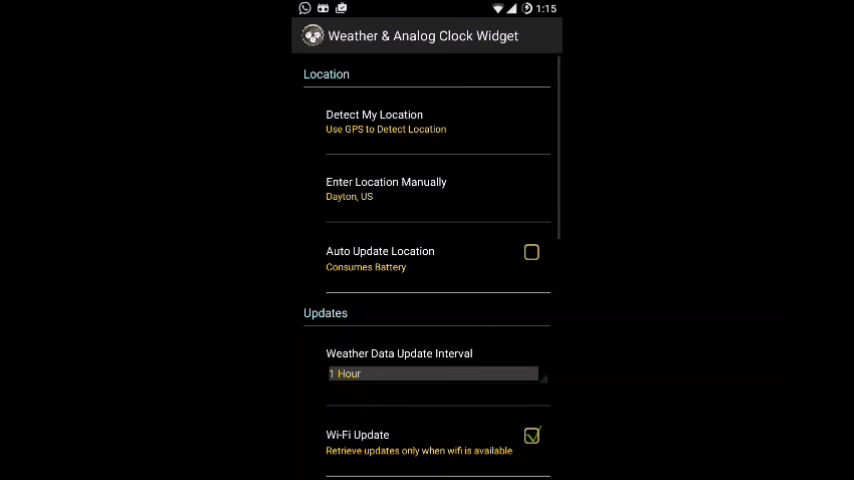 1:15
Weather & Analog Clock Widget
Location
Detect My Location
Use GPS to Detect Location
Enter Location Manually
Dayton, US
Auto Update Location
Consumes Battery
Updates
Weather Data Update Interval
1 Hour
Wi-Fi Update
Retrieve updates only when wifi is available